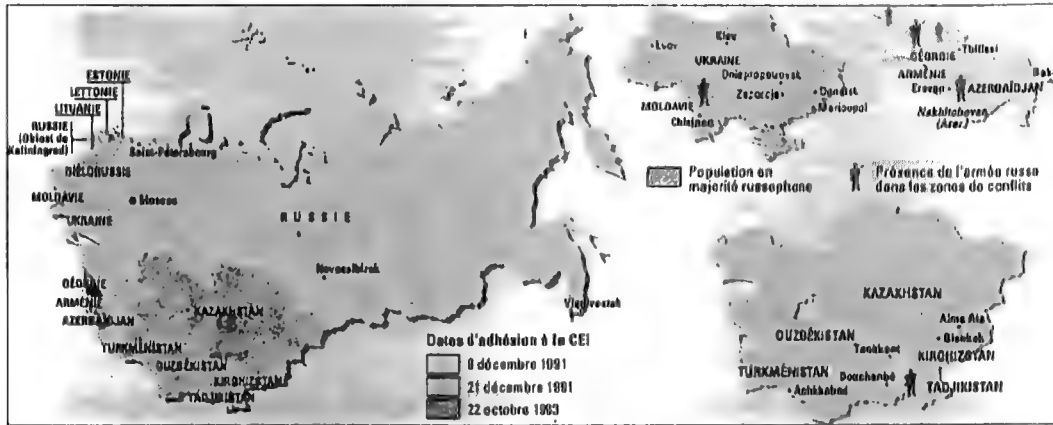 ESTONIE
LETTONIE
LITUANIE
RUSSIE
(Oblast de
Kaliningrad)
Saint-Pétersbourg
BIÉLORUSSIE
MOLDAVIE
Moscou
UKRAINE
RUSSIE
Novossibirsk
Vladivostok
GÉORGIE
ARMÉNIE
AZERBAÏDJAN
KAZAKHSTAN
TURKMÉNISTAN
OUZBÉKISTAN
KIRGHIZSTAN
TADJIKISTAN
Dates d'adhésion à la CEI
8 décembre 1991
21 décembre 1991
22 octobre 1993
Lvov
Kiev
UKRAINE
Dniepropetrovsk
Zaporojie
Donetsk
Marioupol
MOLDAVIE
Chisinau
GÉORGIE
Tbilissi
ARMÉNIE
Erevan
AZERBAÏDJAN
Nakhitchevan
(Azer.)
Population en
majorité russophone
Présence de l'armée russe
dans les zones de conflits
KAZAKHSTAN
Alma Ata
OUZBÉKISTAN
Bichkek
Tachkent
KIRGHIZSTAN
TURKMÉNISTAN
Douchanbé
TADJIKISTAN
Achkhabad